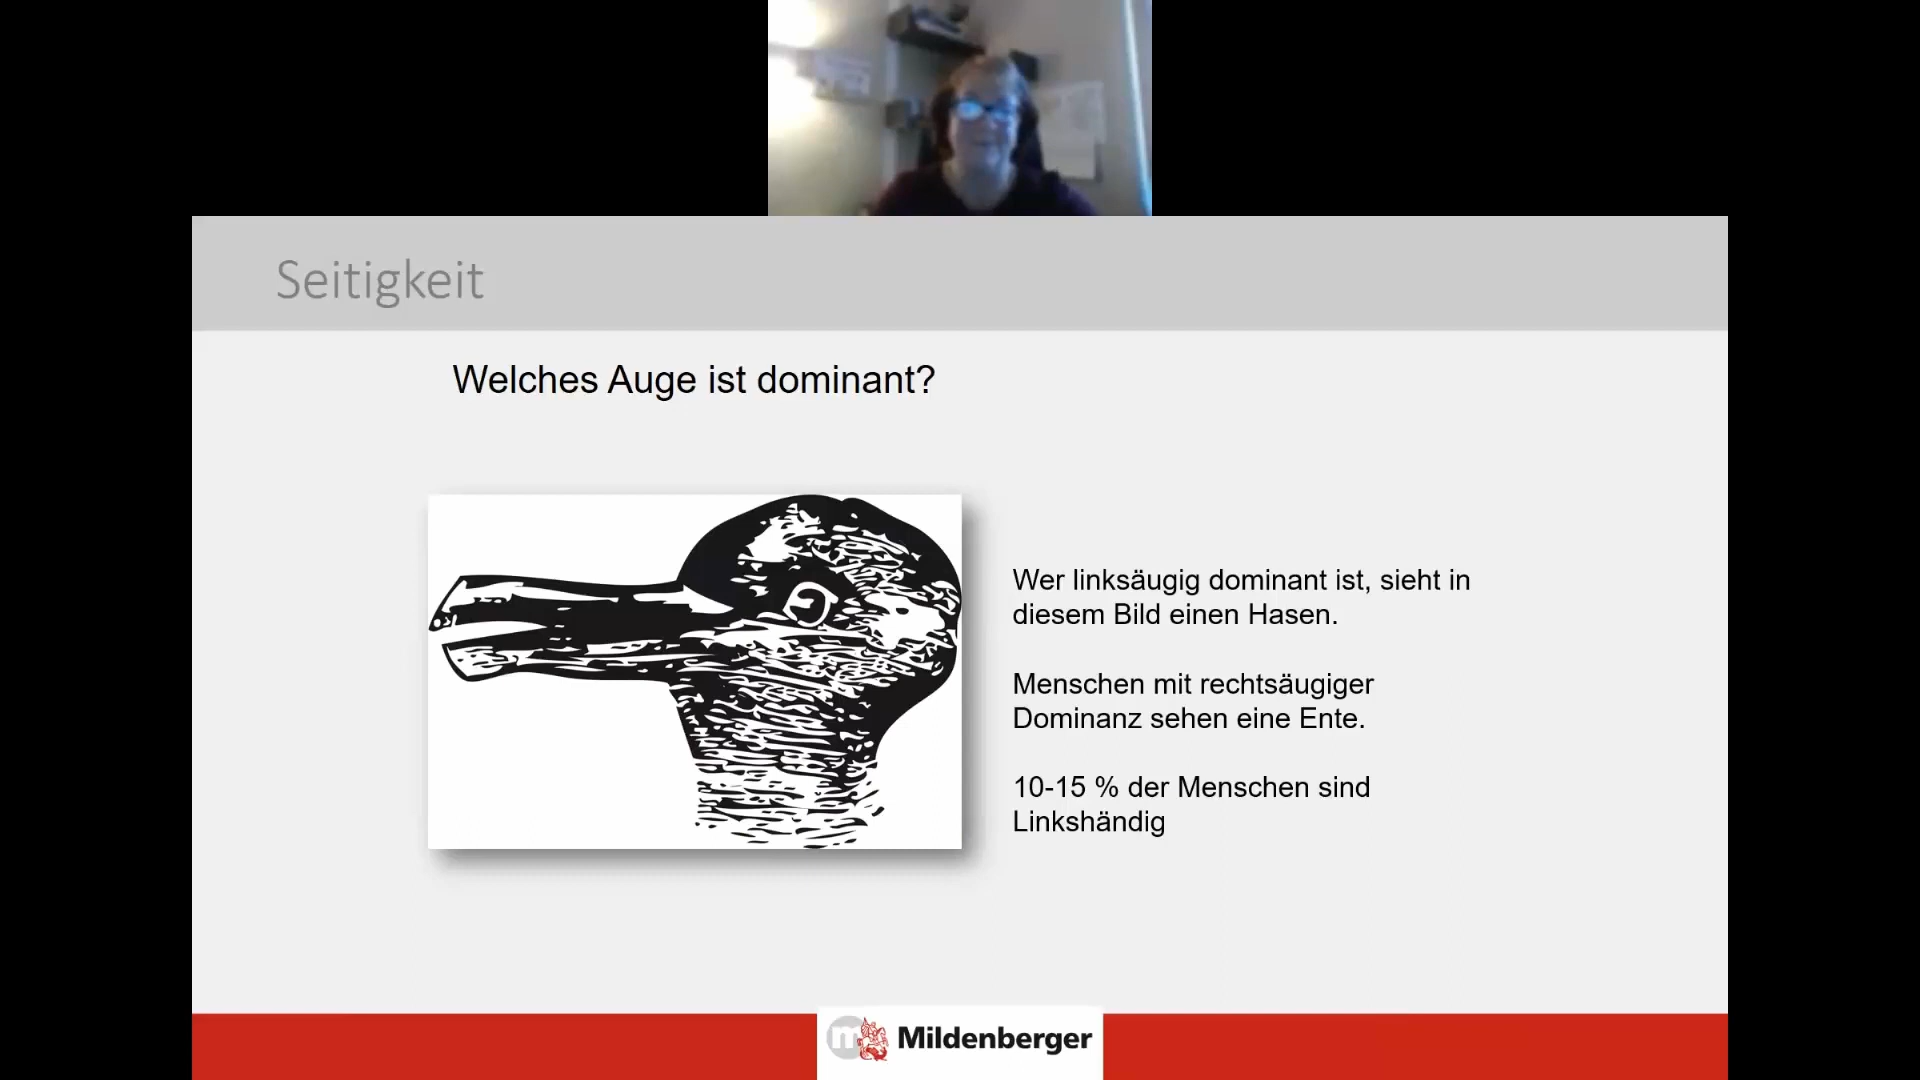 Seitigkeit
Welches Auge ist dominant?
Wer linksäugig dominant ist, sieht in
diesem Bild einen Hasen.
Menschen mit rechtsäugiger
Dominanz sehen eine Ente.
10-15 % der Menschen sind
Linkshändig
m Mildenberger